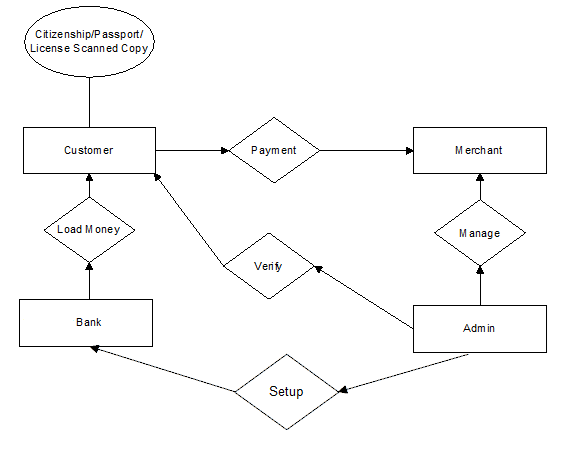 Citizenship/Passport/
License Scanned Copy
Customer
Payment
Merchant
Load Money
Manage
Verify
Bank
Admin
Setup